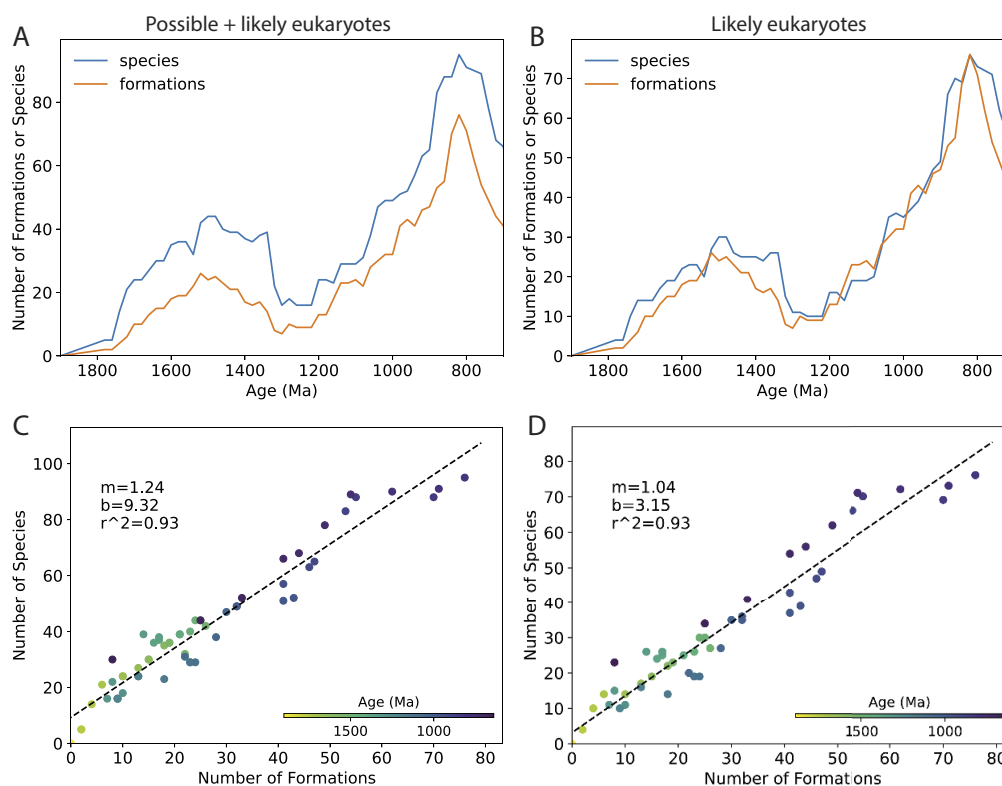 Possible + likely eukaryotes
Likely eukaryotes
A
species
formations
Number of Formations or Species
0
20
40
60
80
1800
1600
1400
1200
1000
800
Age (Ma)
B
species
formations
Number of Formations or Species
0
10
20
30
40
50
60
70
1800
1600
1400
1200
1000
800
Age (Ma)
C
m=1.24
b=9.32
r^2=0.93
Number of Species
0
20
40
60
80
100
Age (Ma)
1500
1000
0
10
20
30
40
50
60
70
80
Number of Formations
D
m=1.04
b=3.15
r^2=0.93
Number of Species
0
10
20
30
40
50
60
70
80
Age (Ma)
1500
1000
0
10
20
30
40
50
60
70
80
Number of Formations